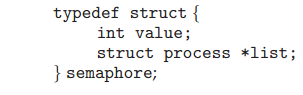 typedef struct {
int value;
struct process *list;
} semaphore;